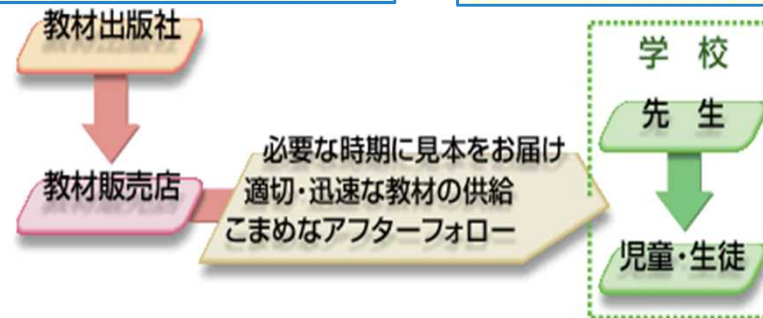 教材出版社
教材販売店
必要な時期に見本をお届け
適切・迅速な教材の供給
こまめなアフターフォロー
学 校
先 生
児童・生徒